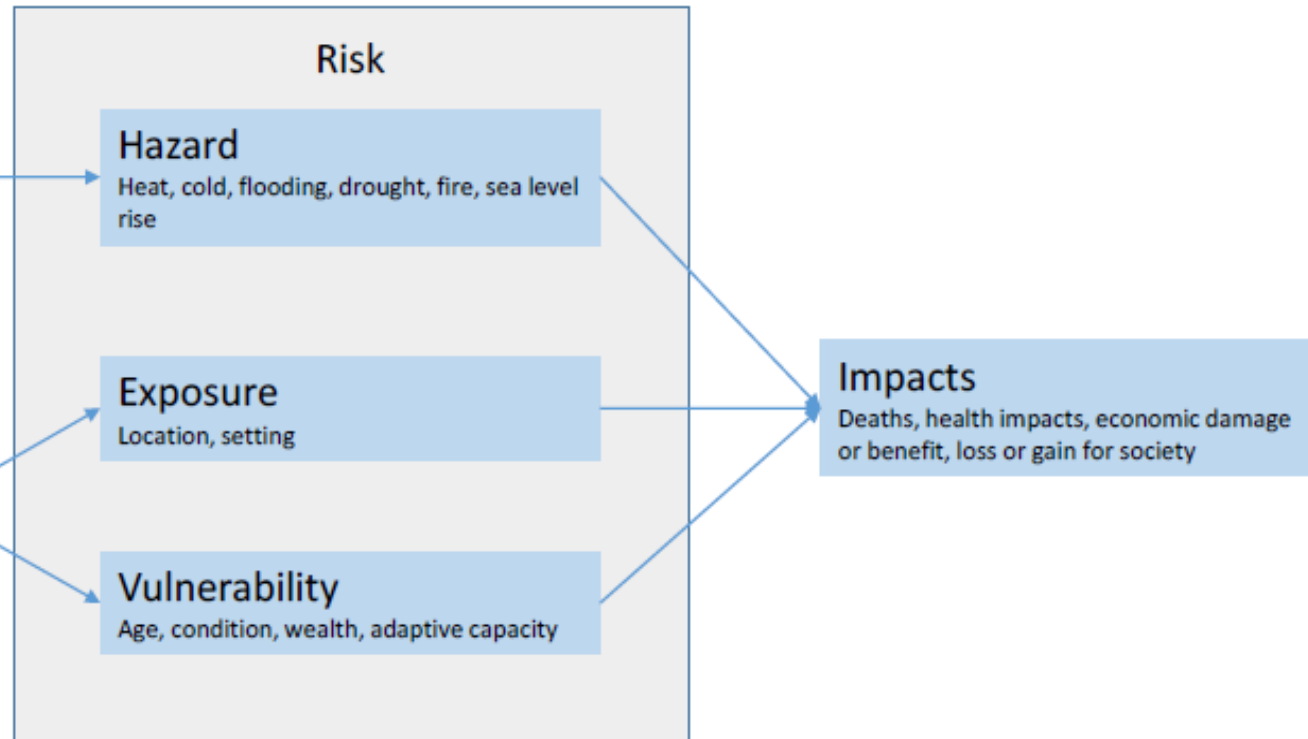 Risk
Hazard
Heat, cold, flooding, drought, fire, sea level
rise
Exposure
Location, setting
Vulnerability
Age, condition, wealth, adaptive capacity
Impacts
Deaths, health impacts, economic damage
or benefit, loss or gain for society